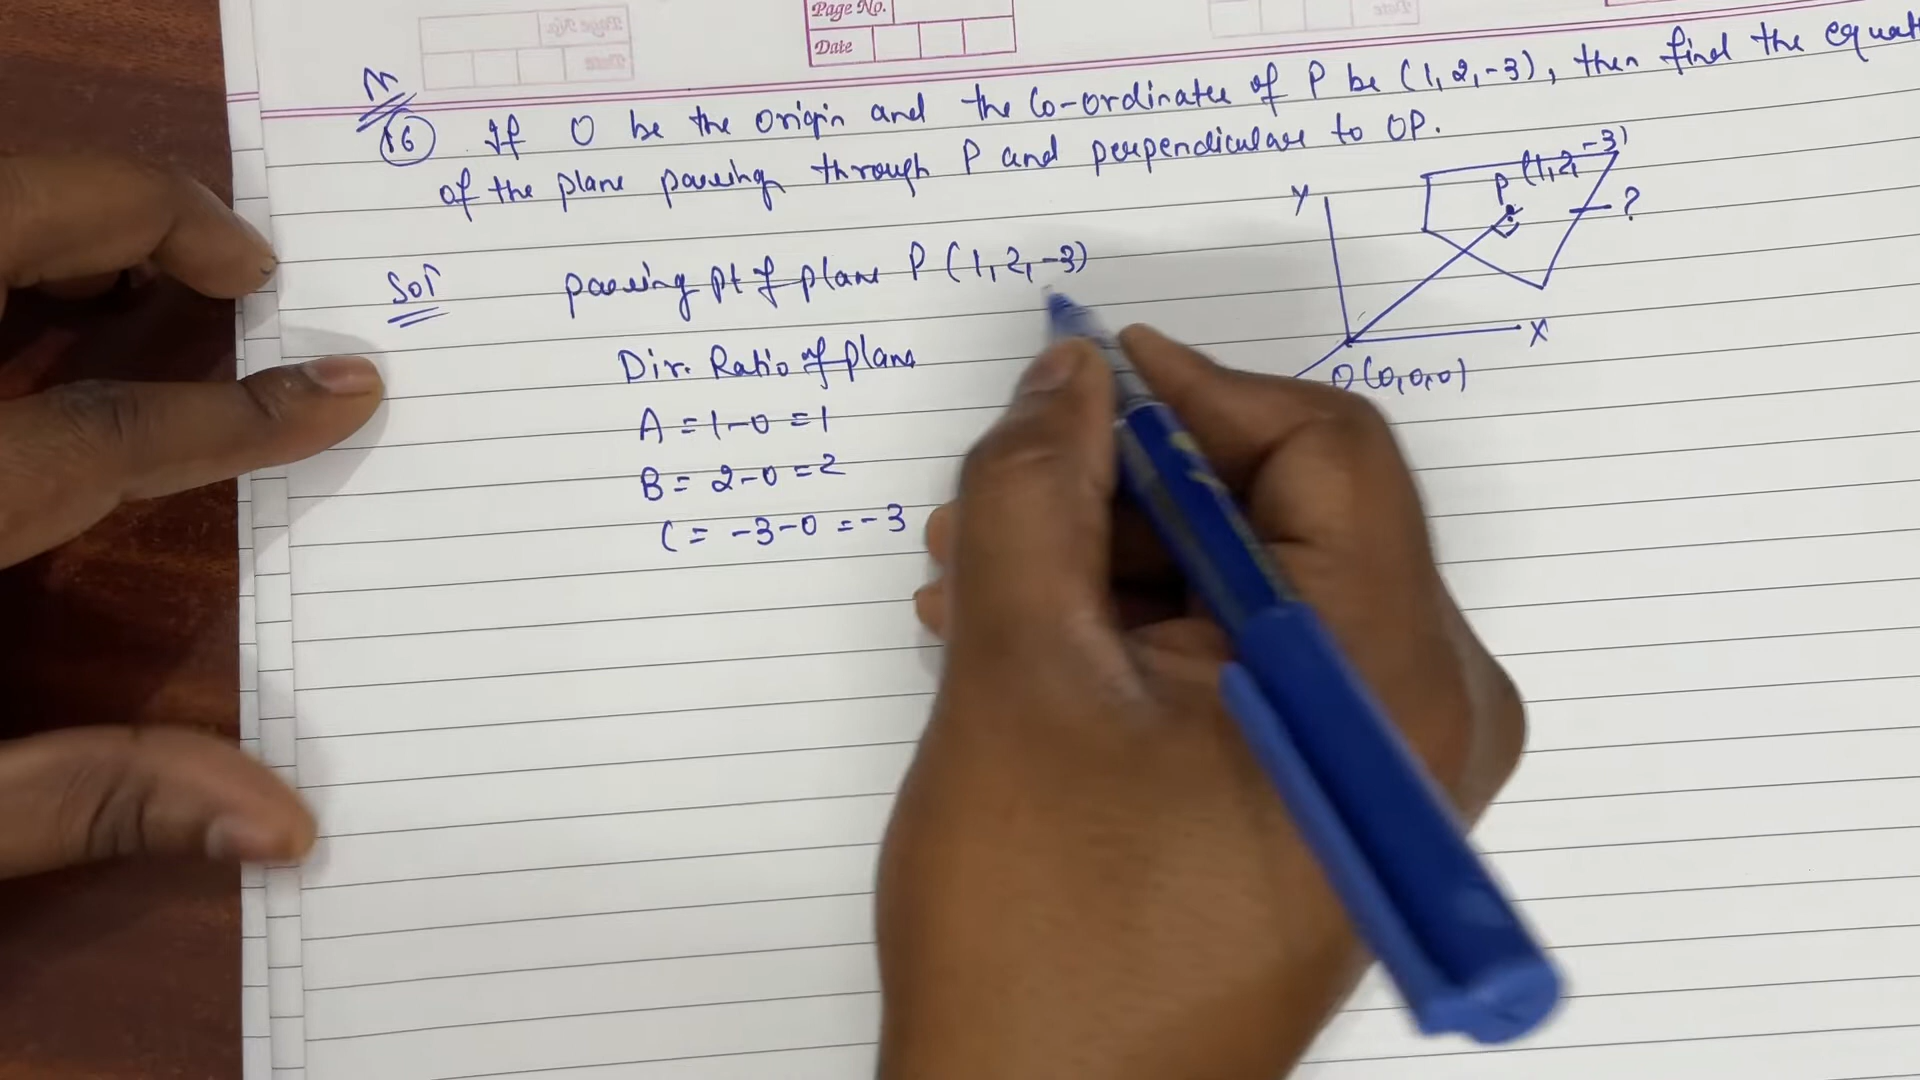 Page No.
Date
M
16 If O be the origin and the Co-ordinates of P be (1, 2, -3), then find the equat
of the plane passing through P and perpendicular to OP.
Sol passing pt of plane P (1, 2, -3)
Dir. Ratio of plane
A = 1-0 = 1
B = 2-0 = 2
C = -3-0 = -3
Y
P (1, 2, -3)
?
X
O(0, 0, 0)